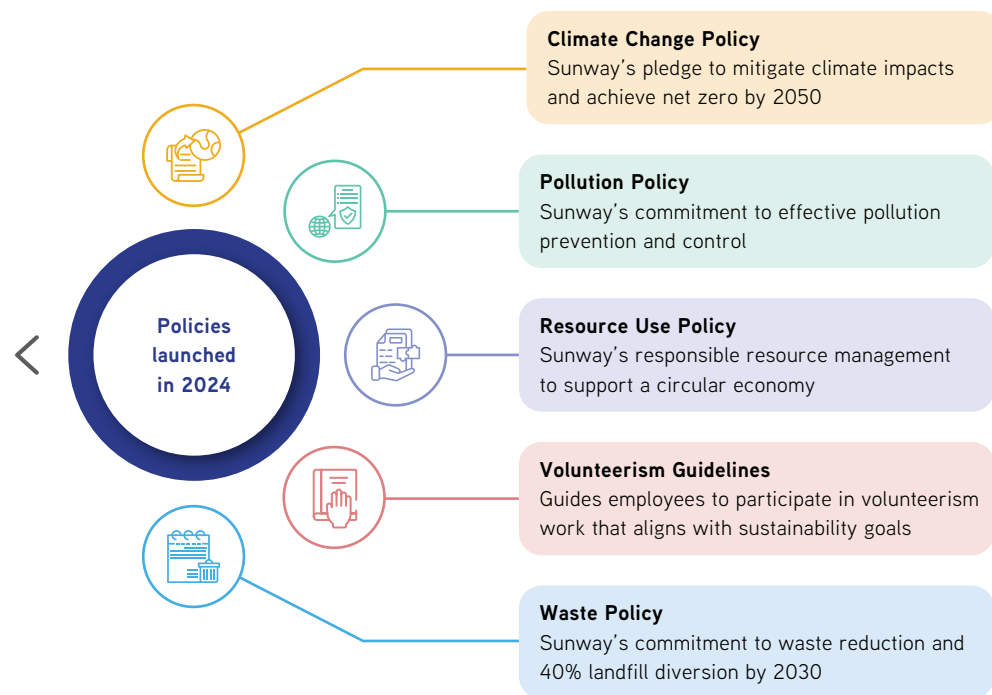 Climate Change Policy
Sunway's pledge to mitigate climate impacts
and achieve net zero by 2050
Pollution Policy
Sunway's commitment to effective pollution
prevention and control
Policies
launched
in 2024
Resource Use Policy
Sunway's responsible resource management
to support a circular economy
Volunteerism Guidelines
Guides employees to participate in volunteerism
work that aligns with sustainability goals
Waste Policy
Sunway's commitment to waste reduction and
40% landfill diversion by 2030